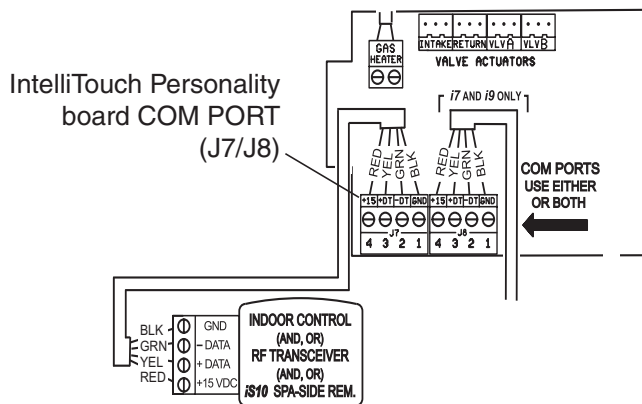 GAS
HEATER
INTAKE RETURN VLVA VLVB
VALVE ACTUATORS
IntelliTouch Personality
board COM PORT
(J7/J8)
i7 AND i9 ONLY
RED YEL GRN BLK
RED YEL GRN BLK
COM PORTS
USE EITHER
OR BOTH
+15 +DT -DT GND +15 +DT -DT GND
J7 J8
4 3 2 1 4 3 2 1
BLK GND
GRN – DATA
YEL + DATA
RED +15 VDC
INDOOR CONTROL
(AND, OR)
RF TRANSCEIVER
(AND, OR)
iS10 SPA-SIDE REM.